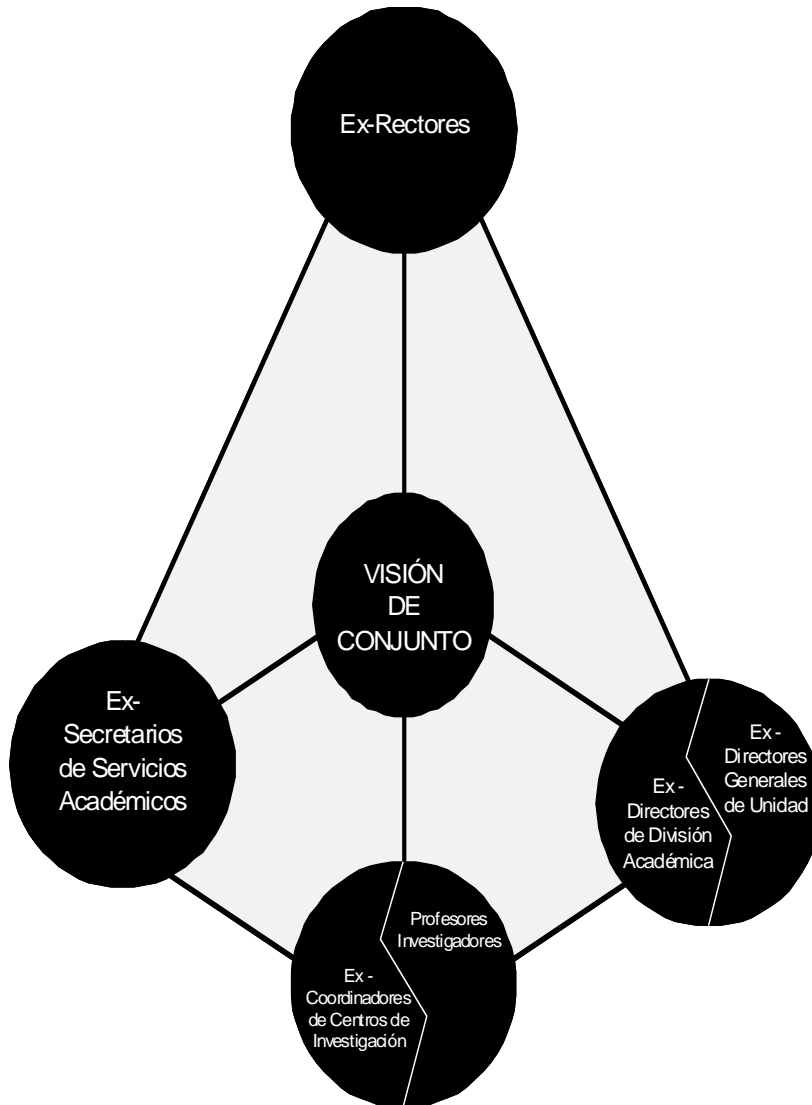 Ex-Rectores
VISIÓN
DE
CONJUNTO
Ex-
Secretarios
de Servicios
Académicos
Ex -
Directores
de División
Académica
Ex -
Directores
Generales
de Unidad
Ex -
Coordinadores
de Centros de
Investigación
Profesores
Investigadores